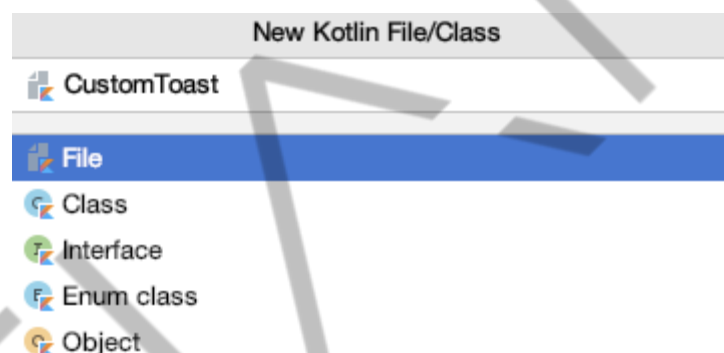 New Kotlin File/Class
CustomToast
File
Class
Interface
Enum class
Object